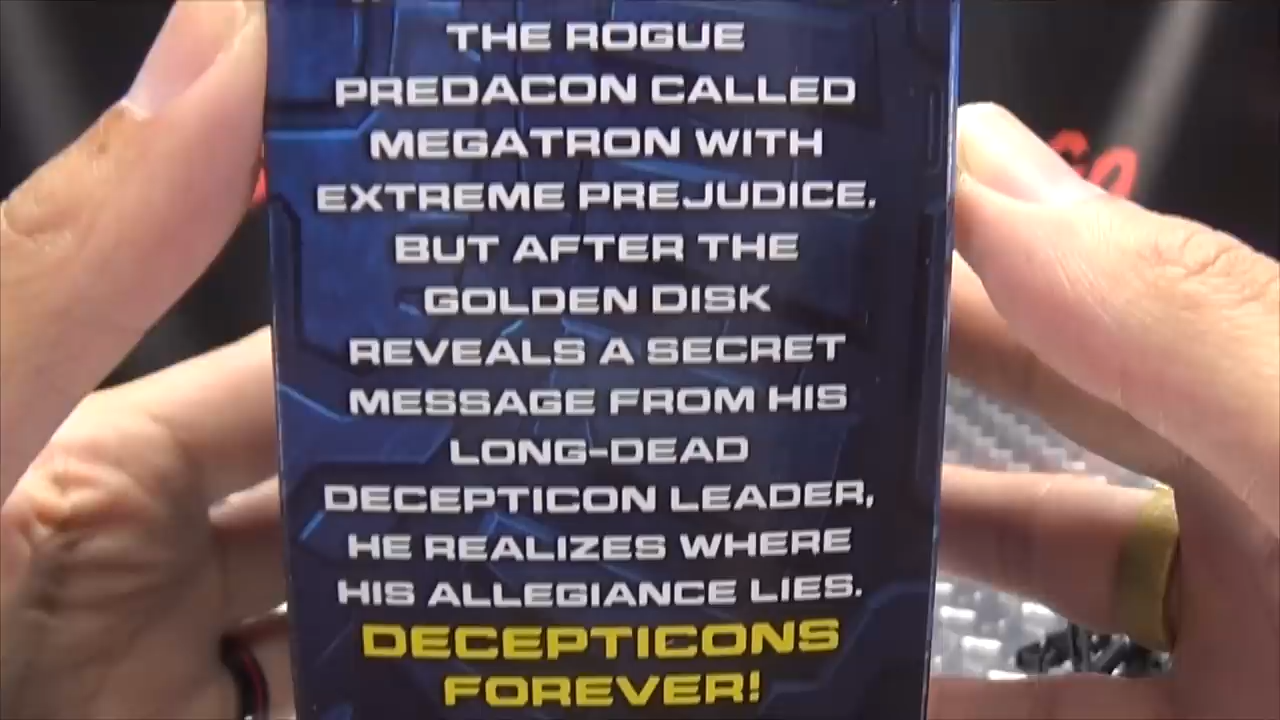 THE ROGUE
PREDACON CALLED
MEGATRON WITH
EXTREME PREJUDICE.
BUT AFTER THE
GOLDEN DISK
REVEALS A SECRET
MESSAGE FROM HIS
LONG-DEAD
DECEPTICON LEADER,
HE REALIZES WHERE
HIS ALLEGIANCE LIES.
DECEPTICONS
FOREVER!